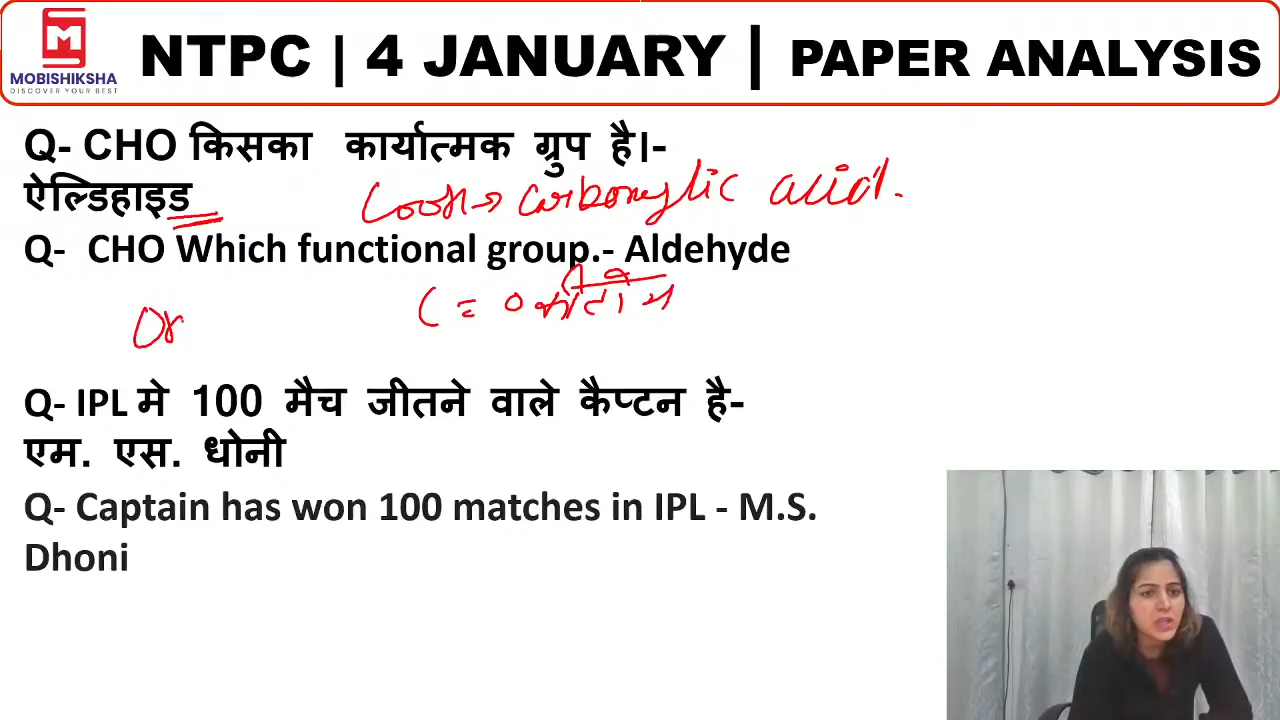 MOBISHIKSHA
DISCOVER YOUR BEST
NTPC | 4 JANUARY | PAPER ANALYSIS
Q- CHO किसका कार्यात्मक ग्रुप है।-
ऐल्डिहाइड
COOH → carboxylic acid.
Q- CHO Which functional group.- Aldehyde
C = O
Or
Q- IPL मे 100 मैच जीतने वाले कैप्टन है-
एम. एस. धोनी
Q- Captain has won 100 matches in IPL - M.S.
Dhoni